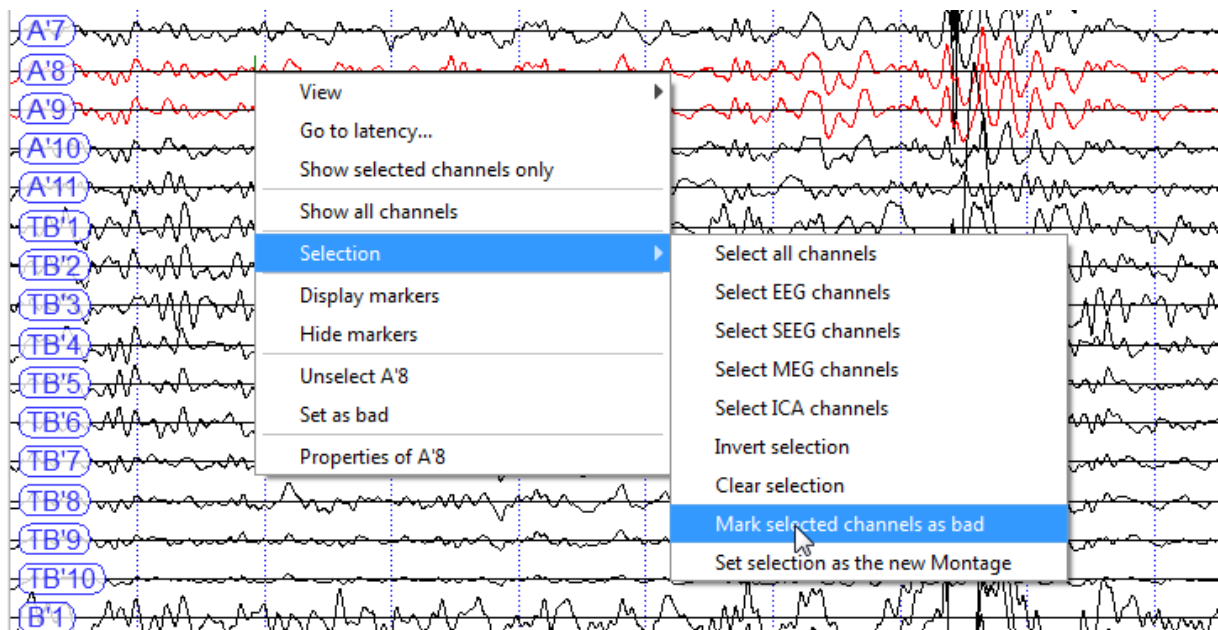 A'7
A'8
A'9
A'10
A'11
TB'1
TB'2
TB'3
TB'4
TB'5
TB'6
TB'7
TB'8
TB'9
TB'10
B'1
View
Go to latency...
Show selected channels only
Show all channels
Selection
Display markers
Hide markers
Unselect A'8
Set as bad
Properties of A'8
Select all channels
Select EEG channels
Select SEEG channels
Select MEG channels
Select ICA channels
Invert selection
Clear selection
Mark selected channels as bad
Set selection as the new Montage